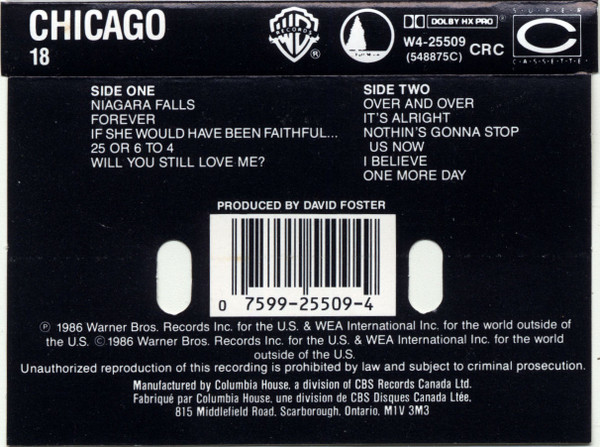 CHICAGO
18
RECORDS
®
DOLBY HX PRO
W4-25509
(548875C)
CRC
SUPER
CASSETTE
SIDE ONE
NIAGARA FALLS
FOREVER
IF SHE WOULD HAVE BEEN FAITHFUL...
25 OR 6 TO 4
WILL YOU STILL LOVE ME?
SIDE TWO
OVER AND OVER
IT'S ALRIGHT
NOTHIN'S GONNA STOP
US NOW
I BELIEVE
ONE MORE DAY
PRODUCED BY DAVID FOSTER
0 7599-25509-4
℗ 1986 Warner Bros. Records Inc. for the U.S. & WEA International Inc. for the world outside of
the U.S. ©1986 Warner Bros. Records Inc. for the U.S. & WEA International Inc. for the world
outside of the U.S.
Unauthorized reproduction of this recording is prohibited by law and subject to criminal prosecution.
Manufactured by Columbia House, a division of CBS Records Canada Ltd.
Fabriqué par Columbia House, une division de CBS Disques Canada Ltée.
815 Middlefield Road, Scarborough, Ontario, M1V 3M3